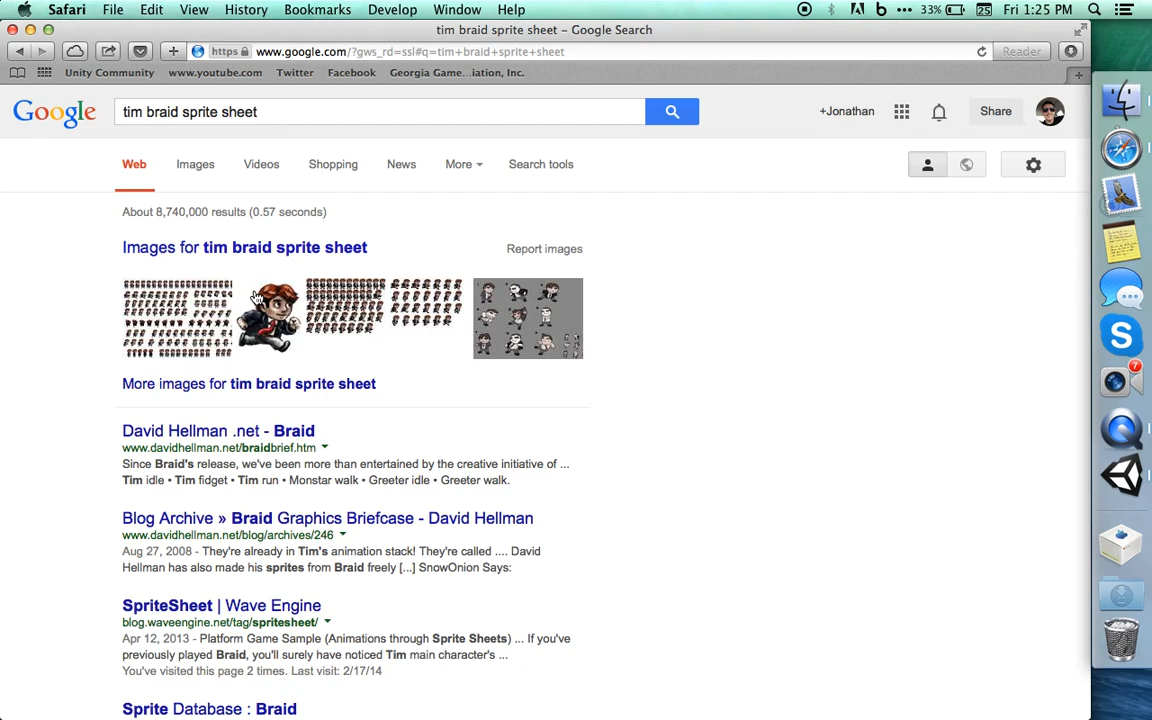 Safari File Edit View History Bookmarks Develop Window Help 33% 25 Fri 1:25 PM
tim braid sprite sheet – Google Search
https www.google.com/?gws_rd=ssl#q=tim+braid+sprite+sheet Reader
Unity Community www.youtube.com Twitter Facebook Georgia Game...iation, Inc.
Google tim braid sprite sheet +Jonathan Share
Web Images Videos Shopping News More Search tools
About 8,740,000 results (0.57 seconds)
Images for tim braid sprite sheet Report images
More images for tim braid sprite sheet
David Hellman .net - Braid
www.davidhellman.net/braidbrief.htm
Since Braid's release, we've been more than entertained by the creative initiative of ...
Tim idle • Tim fidget • Tim run • Monstar walk • Greeter idle • Greeter walk.
Blog Archive » Braid Graphics Briefcase - David Hellman
www.davidhellman.net/blog/archives/246
Aug 27, 2008 - They're already in Tim's animation stack! They're called .... David
Hellman has also made his sprites from Braid freely [...] SnowOnion Says:
SpriteSheet | Wave Engine
blog.waveengine.net/tag/spritesheet/
Apr 12, 2013 - Platform Game Sample (Animations through Sprite Sheets) ... If you've
previously played Braid, you'll surely have noticed Tim main character's ...
You've visited this page 2 times. Last visit: 2/17/14
Sprite Database : Braid
S
7